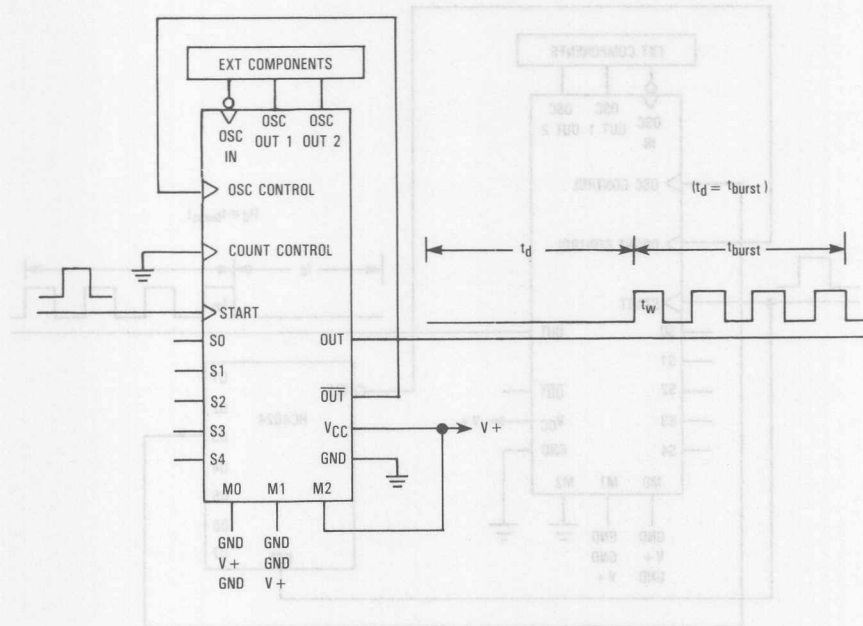 EXT COMPONENTS
OSC IN
OSC OUT 1
OSC OUT 2
OSC CONTROL
COUNT CONTROL
START
S0
S1
S2
S3
S4
OUT
OUT
VCC
GND
M0 M1 M2
V+
GND GND
V+ GND
GND V+
(td = tburst)
td
tburst
tw
MC4024